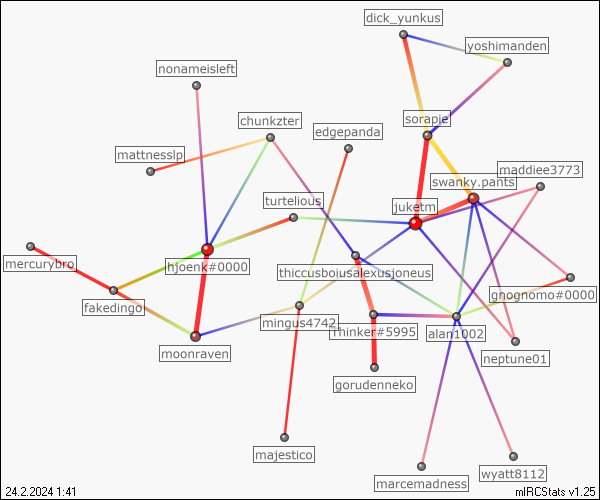 dick_yunkus
yoshimanden
nonameisleft
chunkzter
sorapie
edgepanda
mattnesslp
maddiee3773
swanky.pants
turtelious
juketm
mercurybro
hjoenk#0000
thiccusboiusalexusjoneus
gnognomo#0000
fakedingo
mingus4742
Thinker#5995
alan1002
moonraven
neptune01
gorudenneko
majestico
marcemadness
wyatt8112
24.2.2024 1:41
mIRCStats v1.25